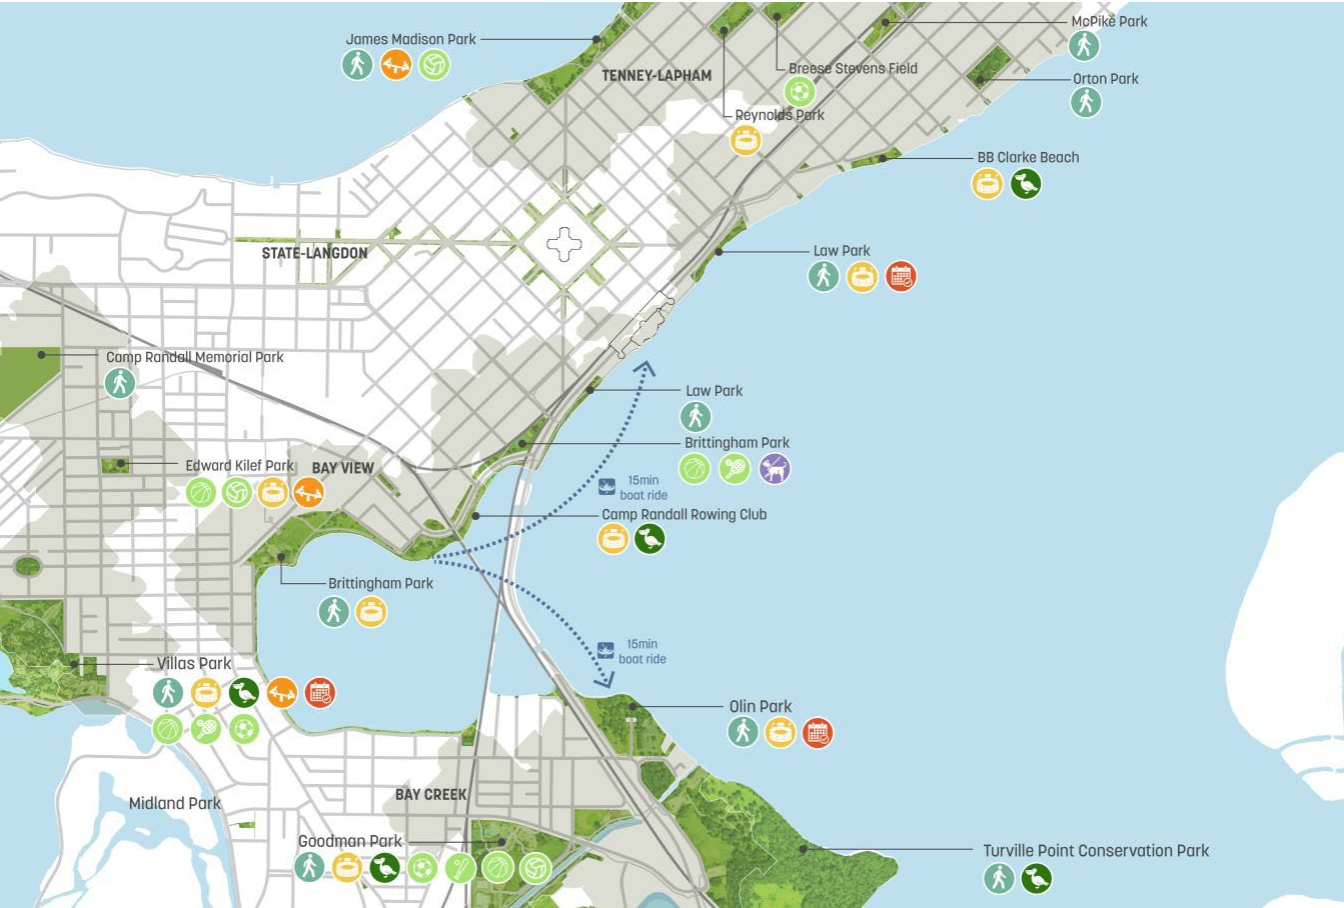 McPike Park
James Madison Park
Breese Stevens Field
TENNEY-LAPHAM
Orton Park
Reynolds Park
BB Clarke Beach
Law Park
STATE-LANGDON
Camp Randall Memorial Park
Law Park
Brittingham Park
Edward Kilef Park
BAY VIEW
15min
boat ride
Camp Randall Rowing Club
Brittingham Park
15min
boat ride
Villas Park
Olin Park
BAY CREEK
Midland Park
Goodman Park
Turville Point Conservation Park